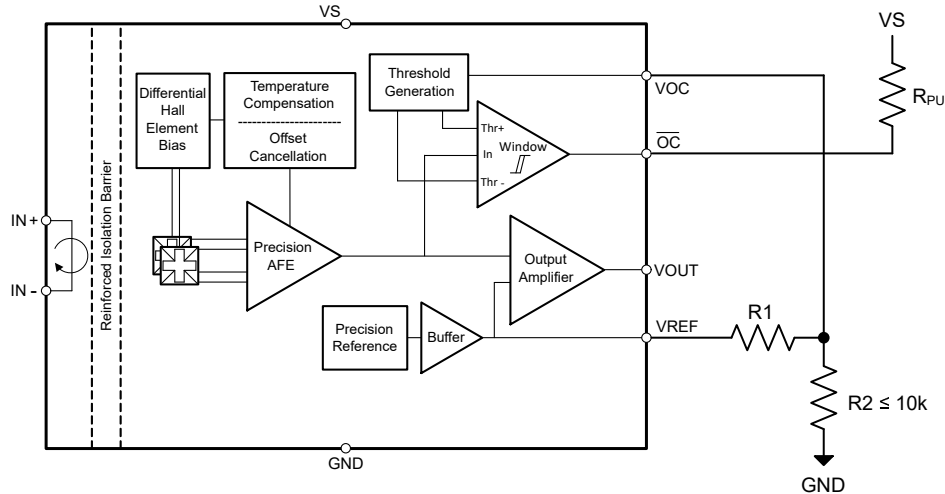 VS
VS
Differential
Hall
Element
Bias
Temperature
Compensation
Offset
Cancellation
Threshold
Generation
VOC
RPU
Thr+
In
Window
Thr -
OC
Reinforced Isolation Barrier
IN+
IN-
Precision
AFE
Output
Amplifier
VOUT
Precision
Reference
Buffer
VREF
R1
R2 ≤ 10k
GND
GND